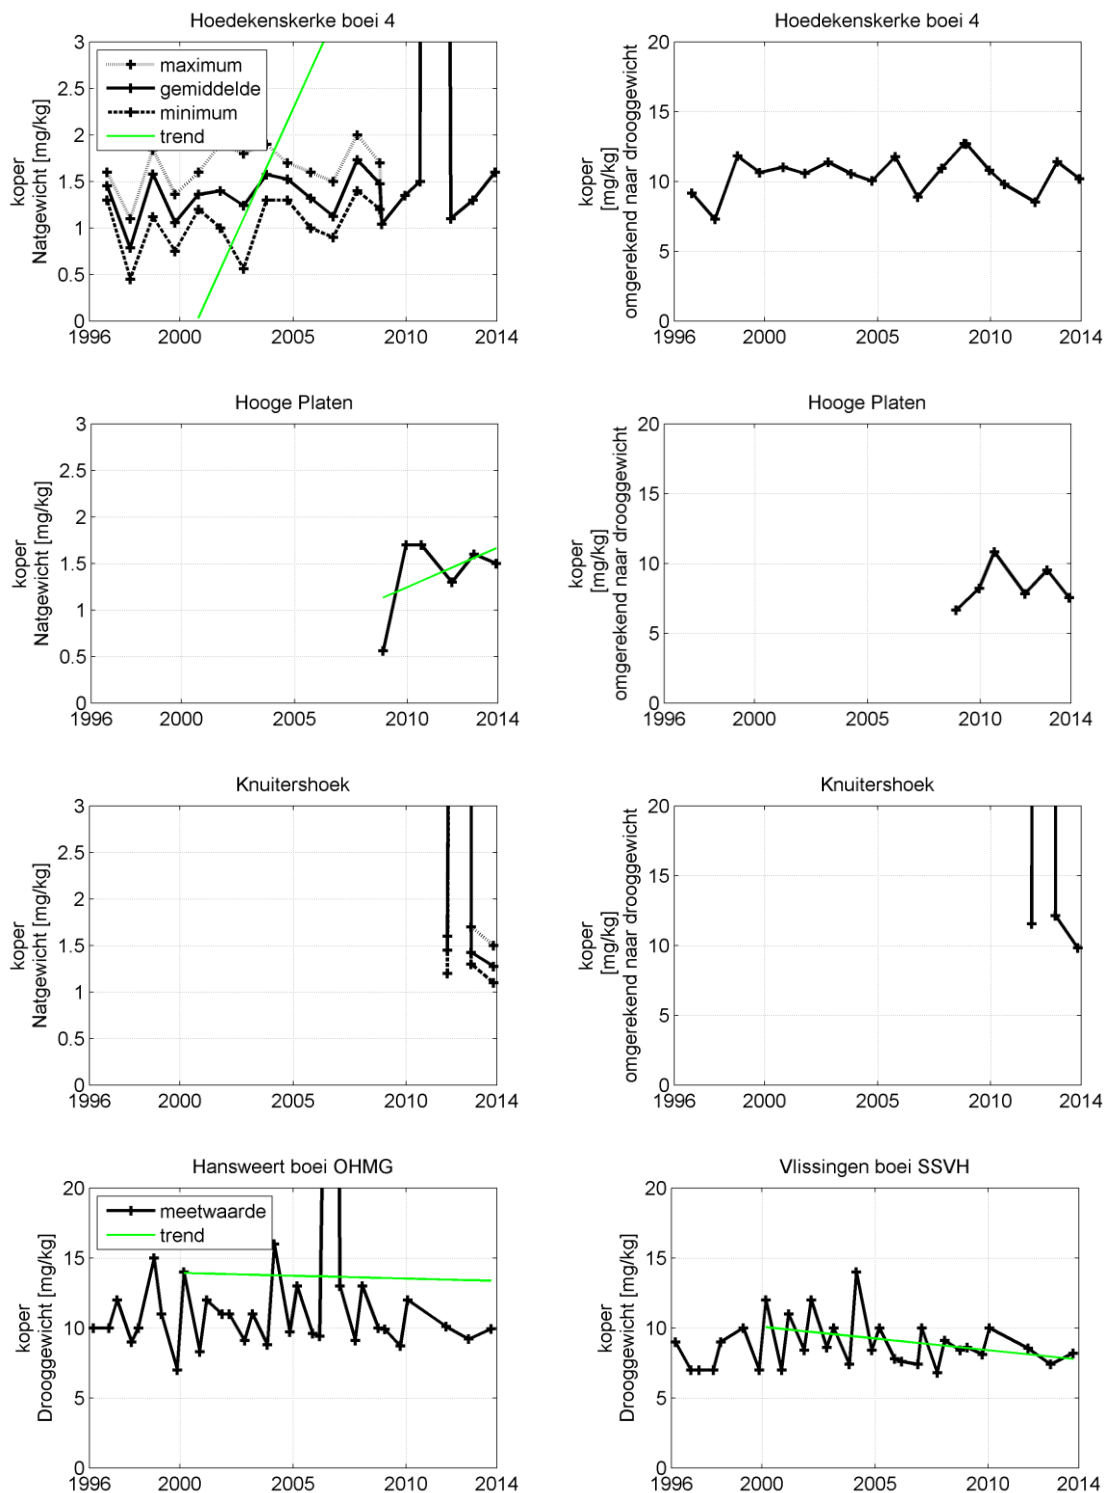 Hoedekenskerke boei 4
koper
Natgewicht [mg/kg]
3
2.5
2
1.5
1
0.5
0
maximum
gemiddelde
minimum
trend
1996 2000 2005 2010 2014
Hoedekenskerke boei 4
koper
[mg/kg]
omgerekend naar drooggewicht
20
15
10
5
0
1996 2000 2005 2010 2014
Hooge Platen
koper
Natgewicht [mg/kg]
3
2.5
2
1.5
1
0.5
0
1996 2000 2005 2010 2014
Hooge Platen
koper
[mg/kg]
omgerekend naar drooggewicht
20
15
10
5
0
1996 2000 2005 2010 2014
Knuitershoek
koper
Natgewicht [mg/kg]
3
2.5
2
1.5
1
0.5
0
1996 2000 2005 2010 2014
Knuitershoek
koper
[mg/kg]
omgerekend naar drooggewicht
20
15
10
5
0
1996 2000 2005 2010 2014
Hansweert boei OHMG
koper
Drooggewicht [mg/kg]
20
15
10
5
0
meetwaarde
trend
1996 2000 2005 2010 2014
Vlissingen boei SSVH
koper
Drooggewicht [mg/kg]
20
15
10
5
0
1996 2000 2005 2010 2014